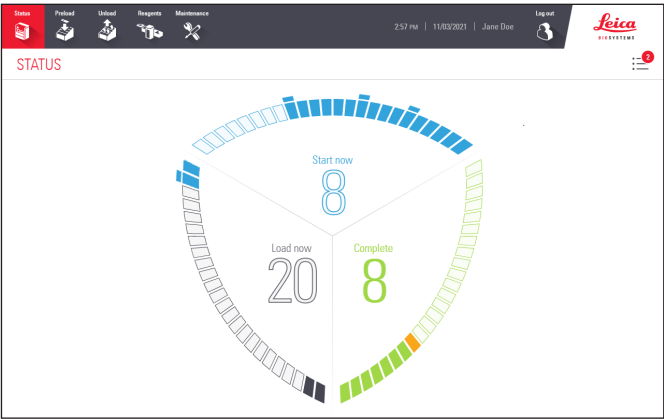 Status Preload Unload Reagents Maintenance
2:57 PM | 11/03/2021 | Jane Doe
Log out
Leica
BIOSYSTEMS
STATUS
2
Start now
8
Load now
20
Complete
8